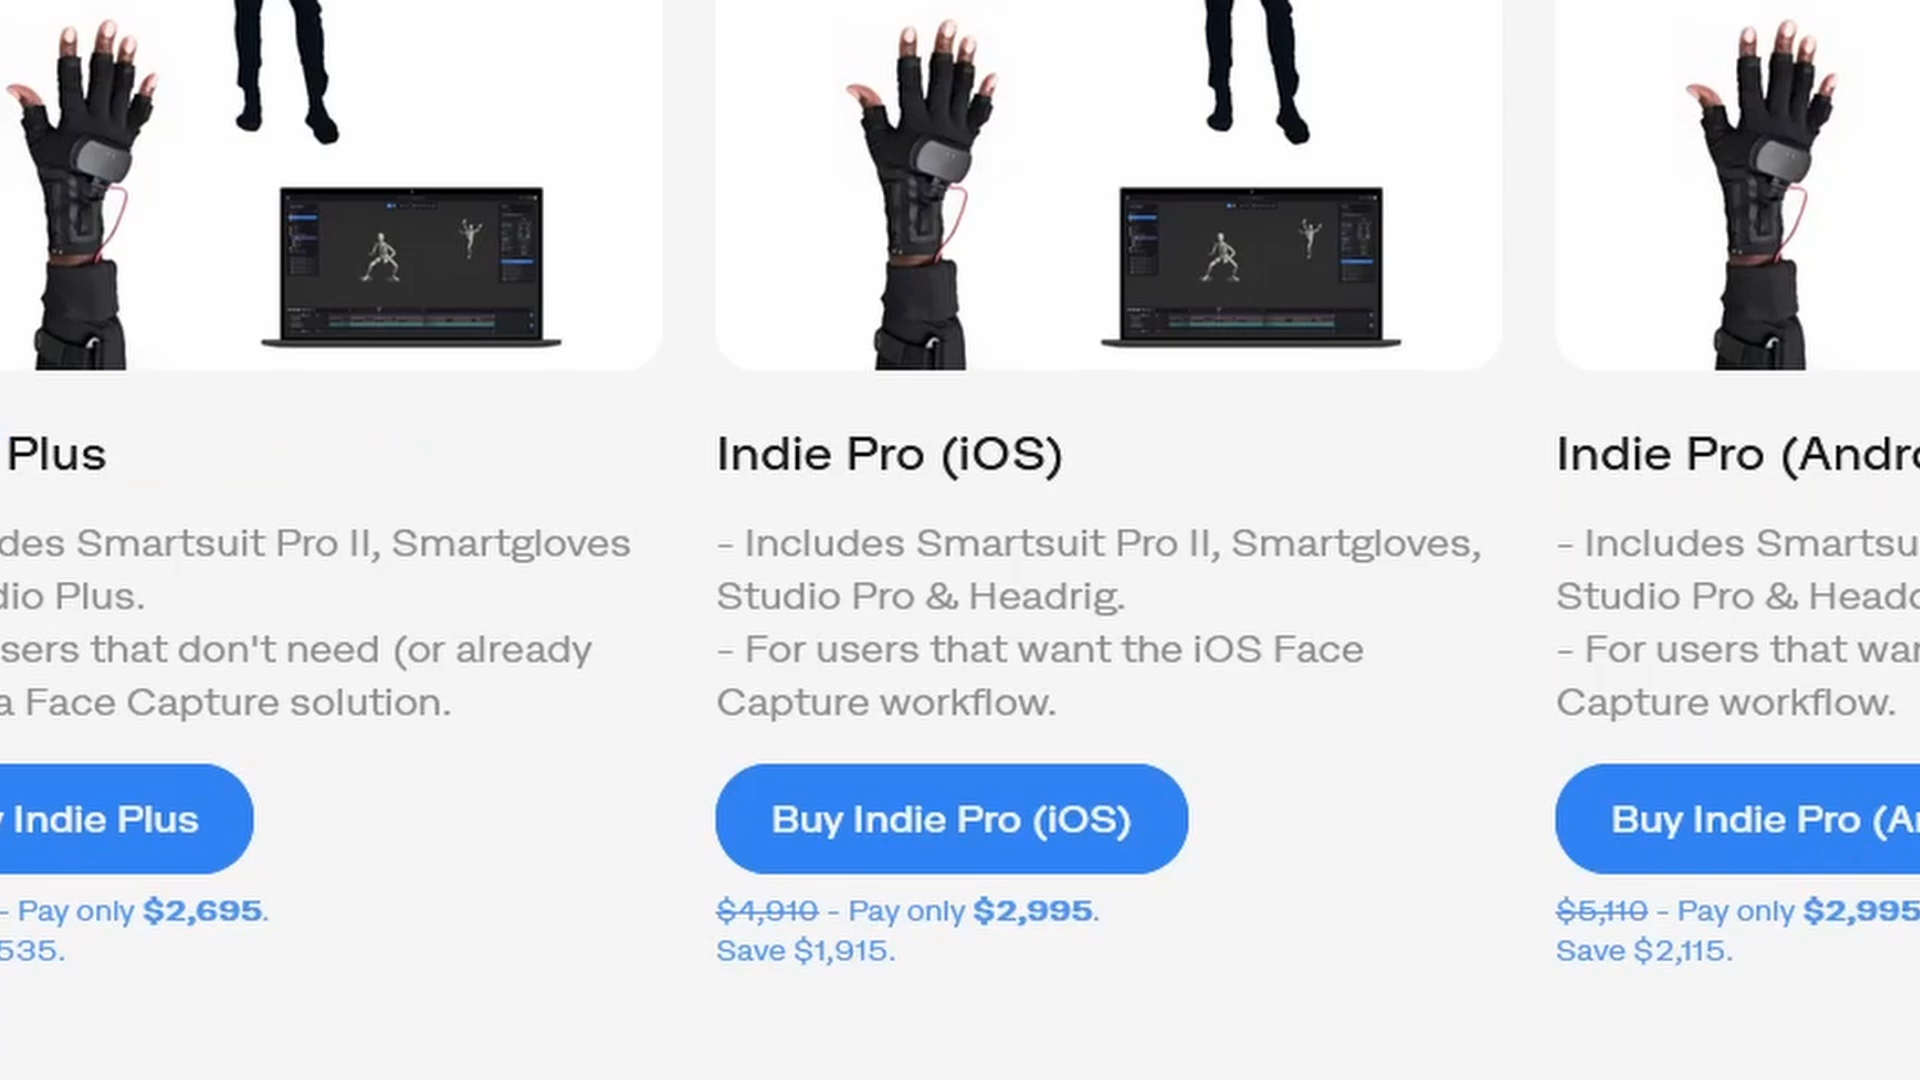 Plus
des Smartsuit Pro II, Smartgloves
dio Plus.
sers that don't need (or already
a Face Capture solution.
y Indie Plus
- Pay only $2,695.
535.
Indie Pro (iOS)
- Includes Smartsuit Pro II, Smartgloves,
Studio Pro & Headrig.
- For users that want the iOS Face
Capture workflow.
Buy Indie Pro (iOS)
$4,910 - Pay only $2,995.
Save $1,915.
Indie Pro (Andro
- Includes Smartsu
Studio Pro & Headc
- For users that wan
Capture workflow.
Buy Indie Pro (An
$5,110 - Pay only $2,995
Save $2,115.